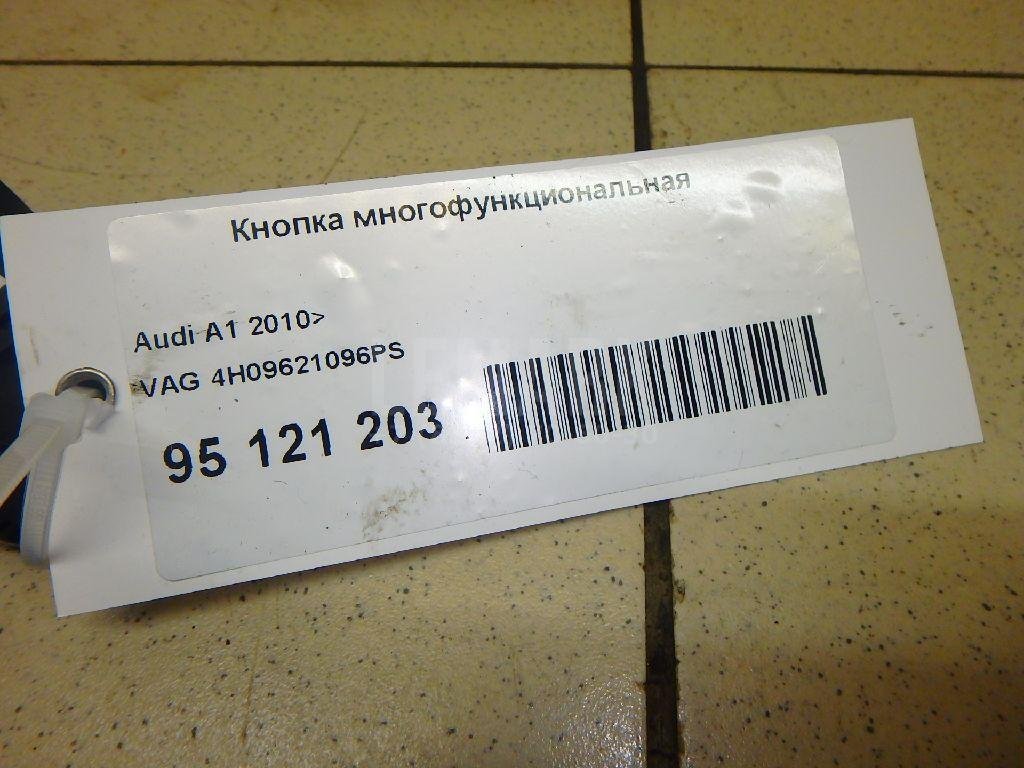 Кнопка многофункциональная
Audi A1 2010>
VAG 4H09621096PS
95 121 203